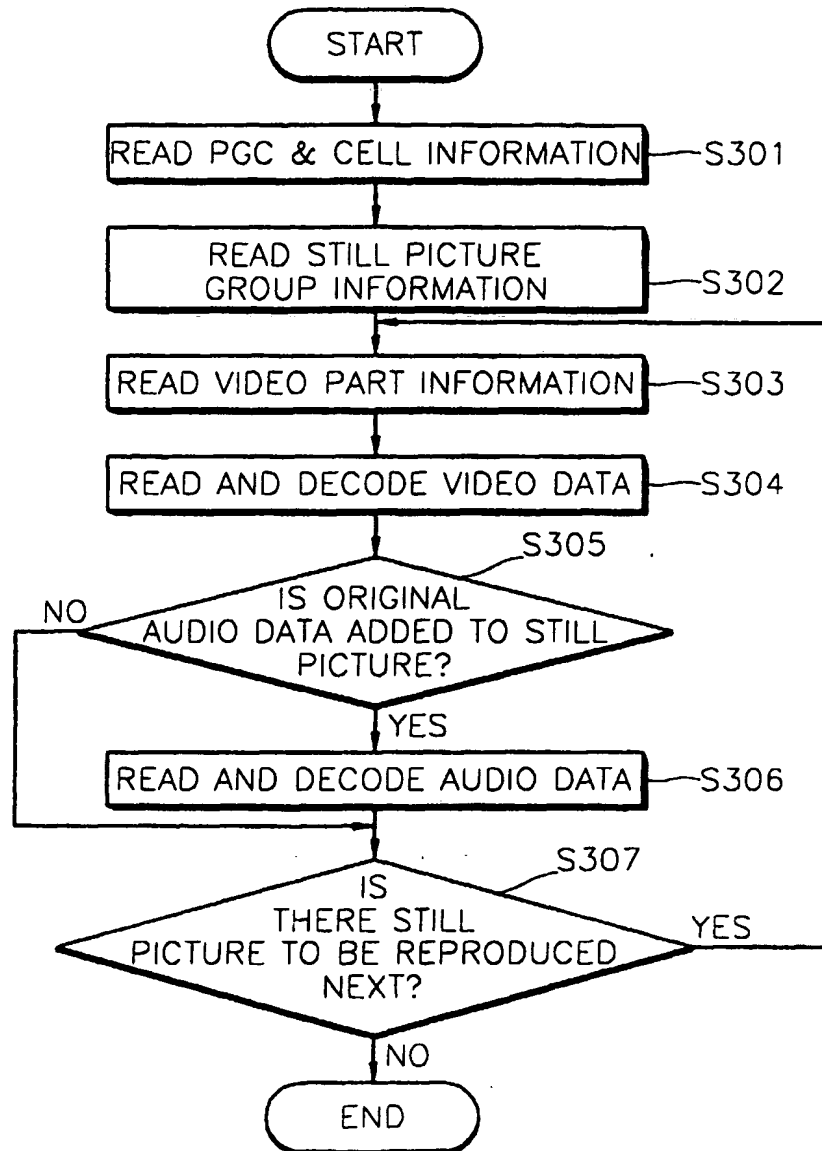 START
READ PGC & CELL INFORMATION
S301
READ STILL PICTURE
GROUP INFORMATION
S302
READ VIDEO PART INFORMATION
S303
READ AND DECODE VIDEO DATA
S304
S305
NO
IS ORIGINAL
AUDIO DATA ADDED TO STILL
PICTURE?
YES
READ AND DECODE AUDIO DATA
S306
S307
IS
THERE STILL
PICTURE TO BE REPRODUCED
NEXT?
YES
NO
END